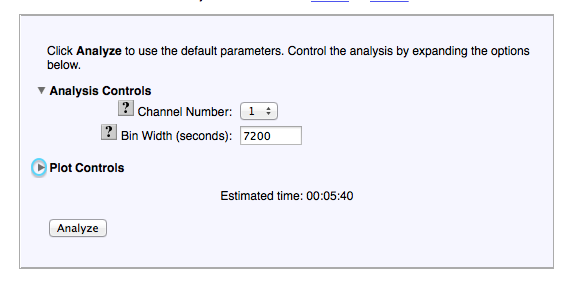 Click Analyze to use the default parameters. Control the analysis by expanding the options
below.
Analysis Controls
? Channel Number: 1
? Bin Width (seconds): 7200
Plot Controls
Estimated time: 00:05:40
Analyze